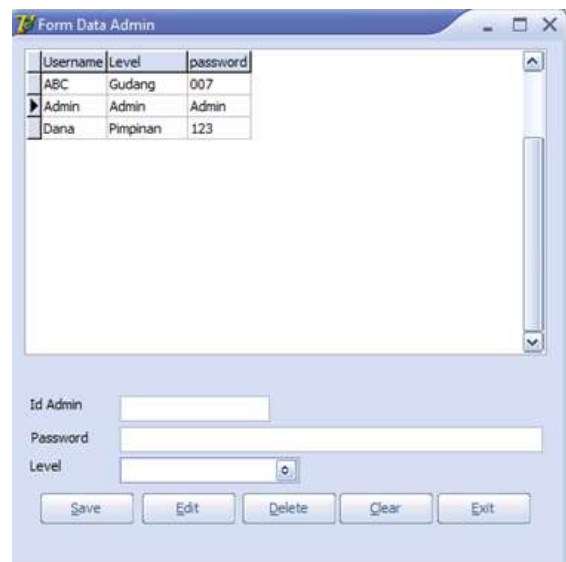 Form Data Admin
Username Level password
ABC Gudang 007
Admin Admin Admin
Dana Pimpinan 123
Id Admin
Password
Level
Save Edit Delete Clear Exit